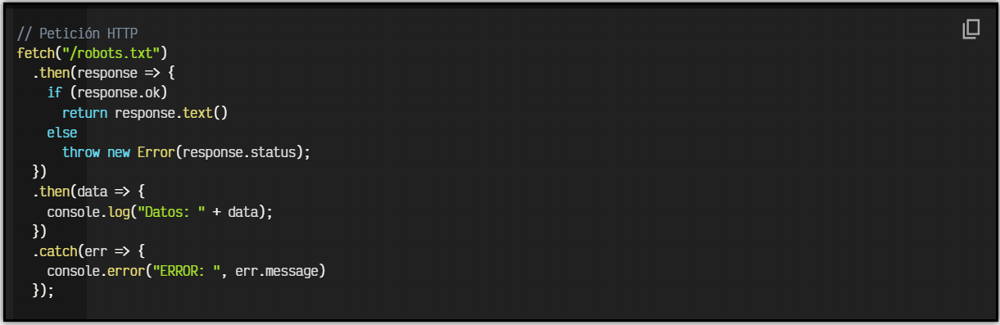 // Petición HTTP
fetch("/robots.txt")
  .then(response => {
    if (response.ok)
      return response.text()
    else
      throw new Error(response.status);
  })
  .then(data => {
    console.log("Datos: " + data);
  })
  .catch(err => {
    console.error("ERROR: ", err.message)
  });